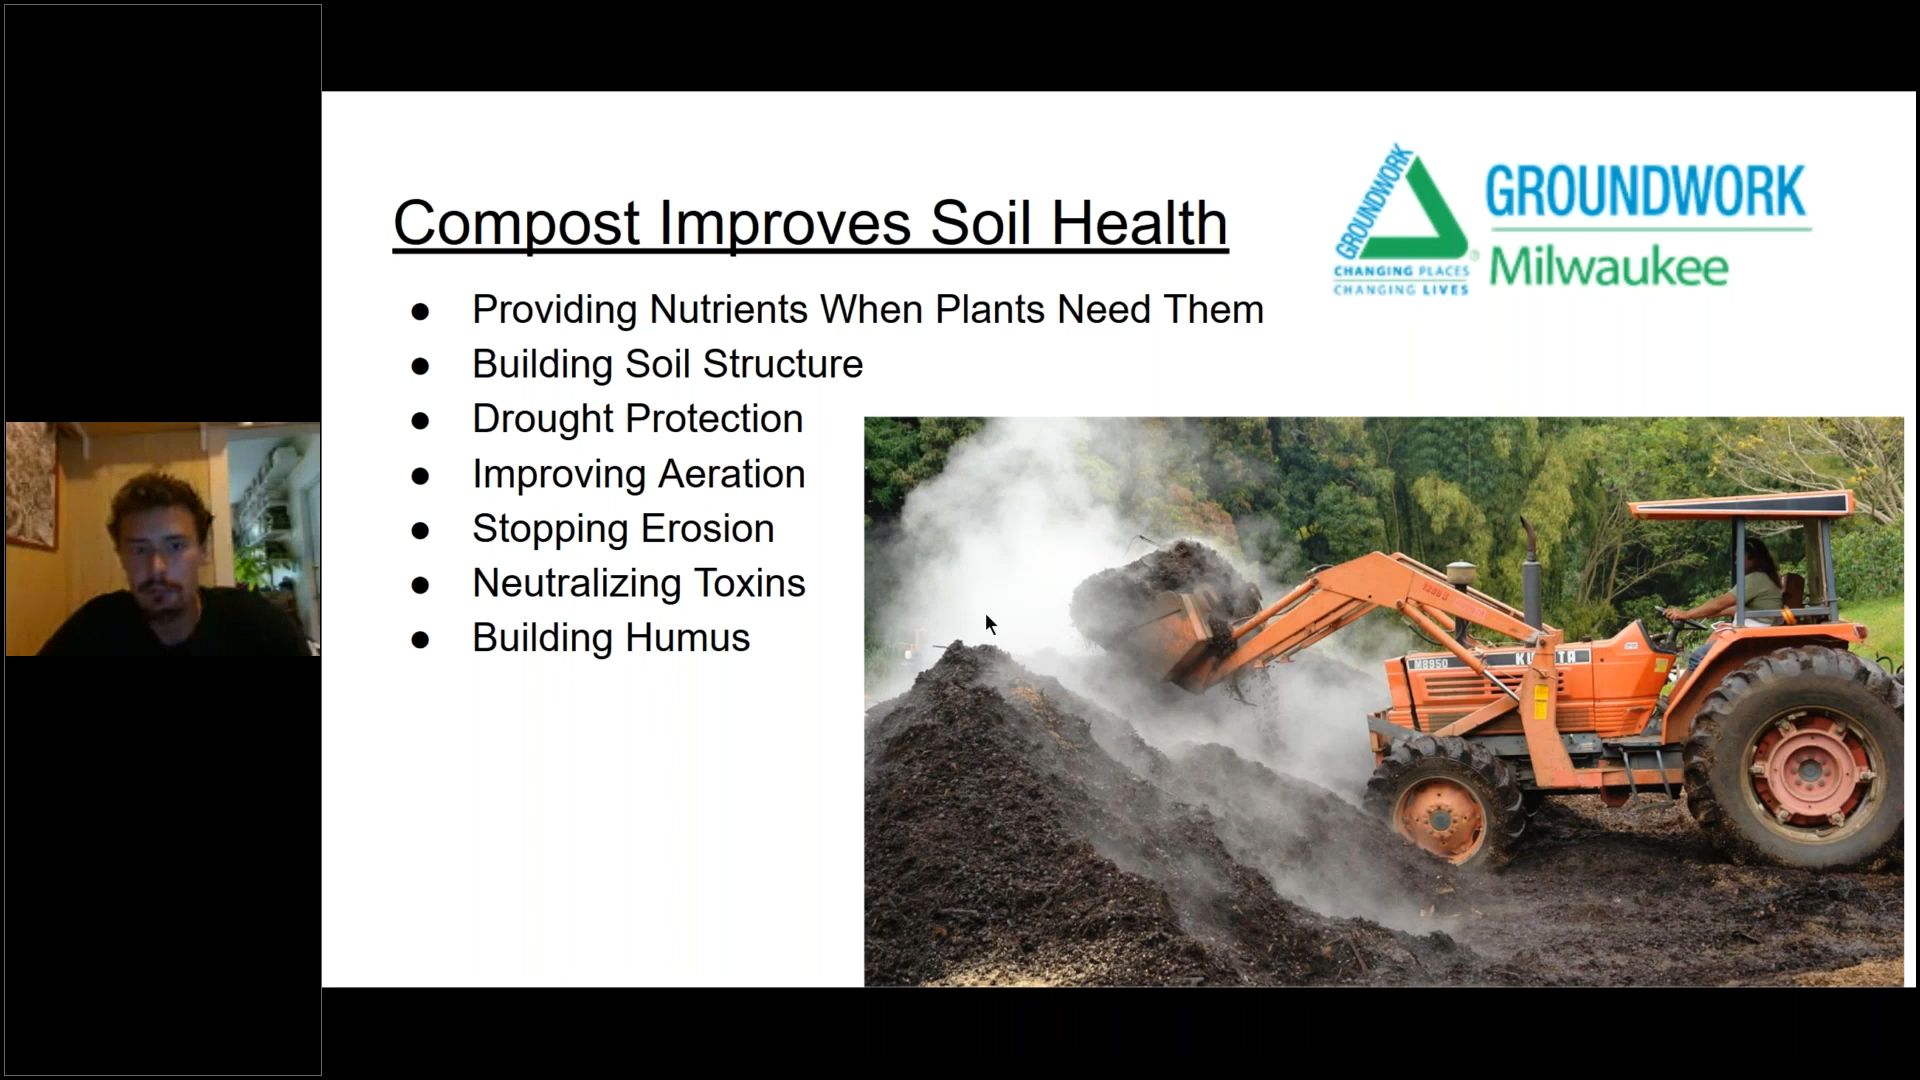 Compost Improves Soil Health
● Providing Nutrients When Plants Need Them
● Building Soil Structure
● Drought Protection
● Improving Aeration
● Stopping Erosion
● Neutralizing Toxins
● Building Humus
GROUNDWORK
CHANGING PLACES
CHANGING LIVES
®
GROUNDWORK
Milwaukee
M8950